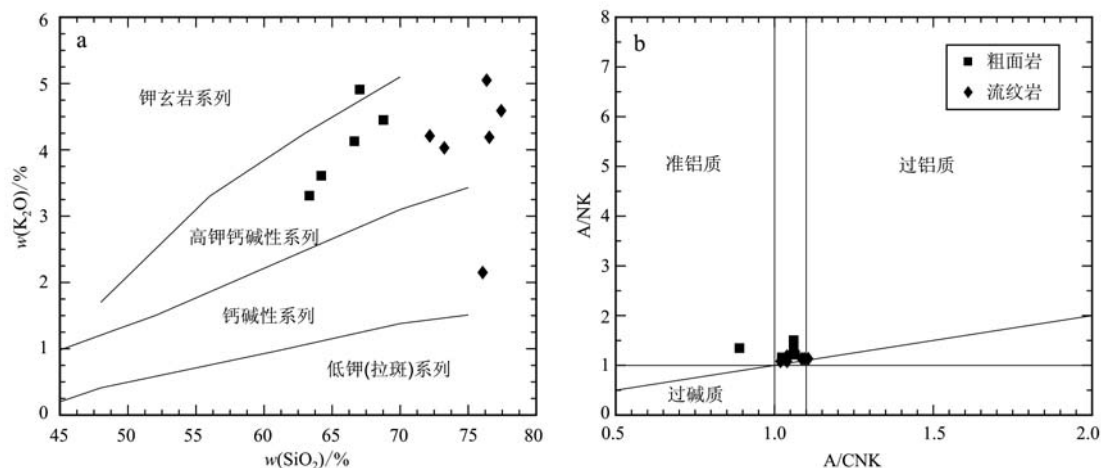 a
6
5
4
3
2
1
0
w(K₂O)/%
钾玄岩系列
高钾钙碱性系列
钙碱性系列
低钾(拉斑)系列
45 50 55 60 65 70 75 80
w(SiO₂)/%
b
8
7
6
5
4
3
2
1
0
A/NK
粗面岩
流纹岩
准铝质
过铝质
过碱质
0.5 1.0 1.5 2.0
A/CNK